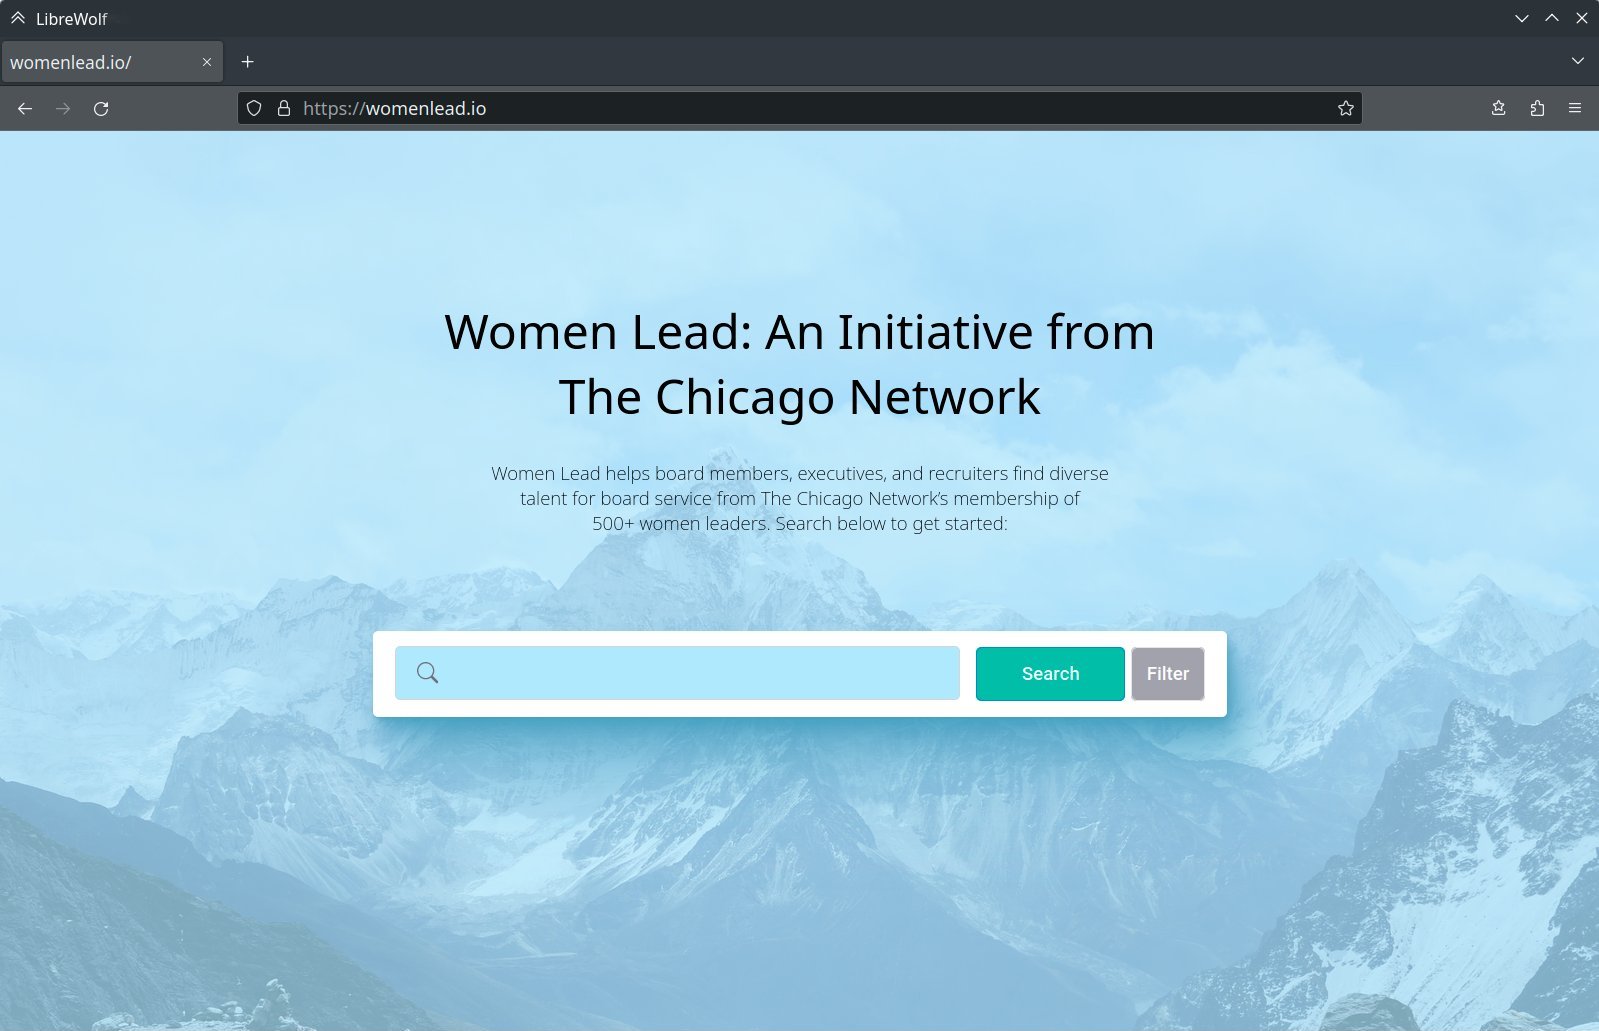 LibreWolf
womenlead.io/
https://womenlead.io
Women Lead: An Initiative from
The Chicago Network
Women Lead helps board members, executives, and recruiters find diverse
talent for board service from The Chicago Network’s membership of
500+ women leaders. Search below to get started:
Search
Filter